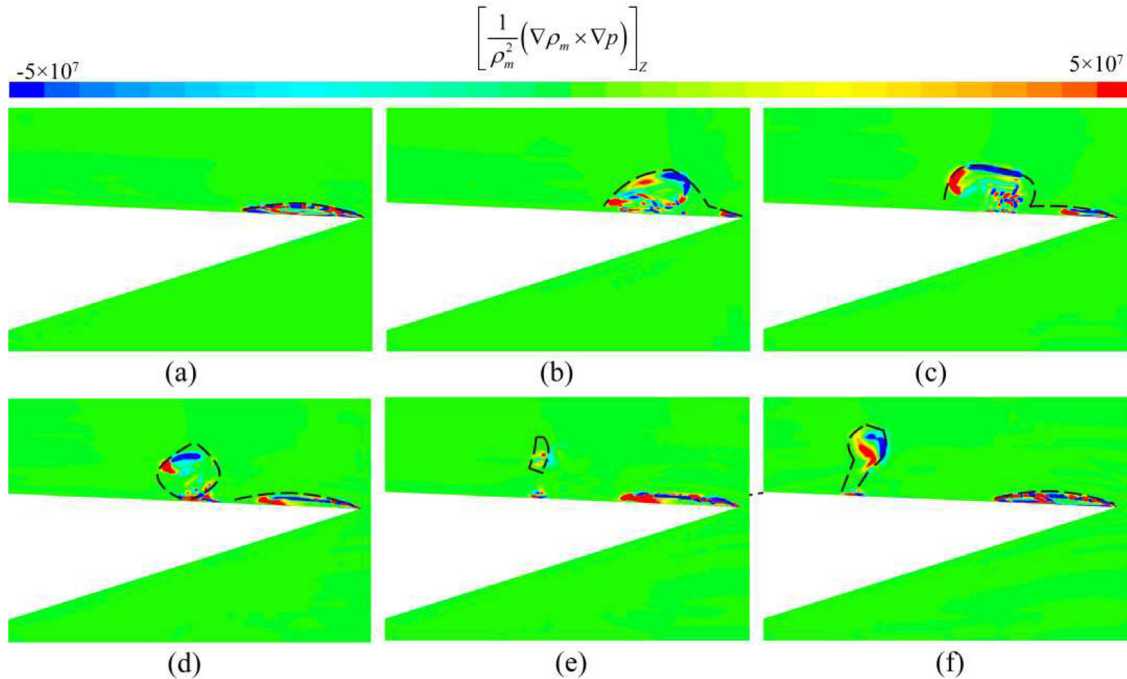 [1/ρ_m^2 (∇ρ_m × ∇p)]_Z
-5×10^7 5×10^7
(a) (b) (c)
(d) (e) (f)